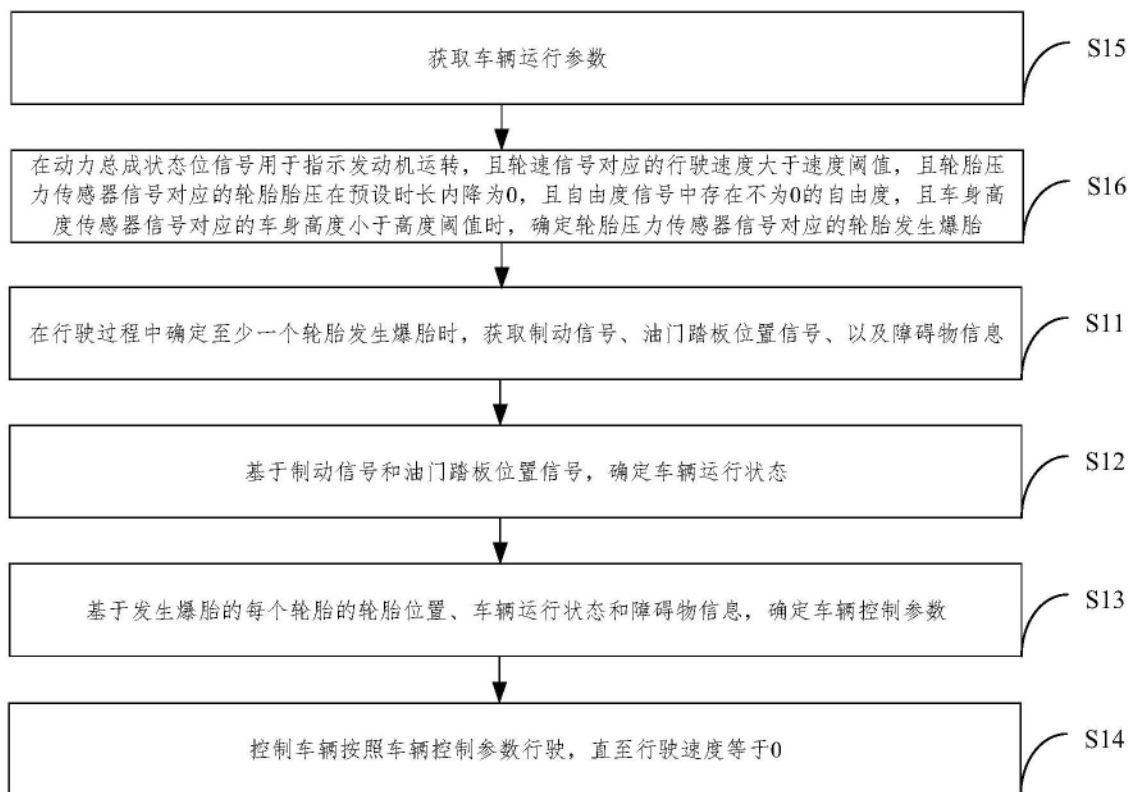 获取车辆运行参数
S15
在动力总成状态位信号用于指示发动机运转，且轮速信号对应的行驶速度大于速度阈值，且轮胎压
力传感器信号对应的轮胎胎压在预设时长内降为0，且自由度信号中存在不为0的自由度，且车身高
度传感器信号对应的车身高度小于高度阈值时，确定轮胎压力传感器信号对应的轮胎发生爆胎
S16
在行驶过程中确定至少一个轮胎发生爆胎时，获取制动信号、油门踏板位置信号、以及障碍物信息
S11
基于制动信号和油门踏板位置信号，确定车辆运行状态
S12
基于发生爆胎的每个轮胎的轮胎位置、车辆运行状态和障碍物信息，确定车辆控制参数
S13
控制车辆按照车辆控制参数行驶，直至行驶速度等于0
S14